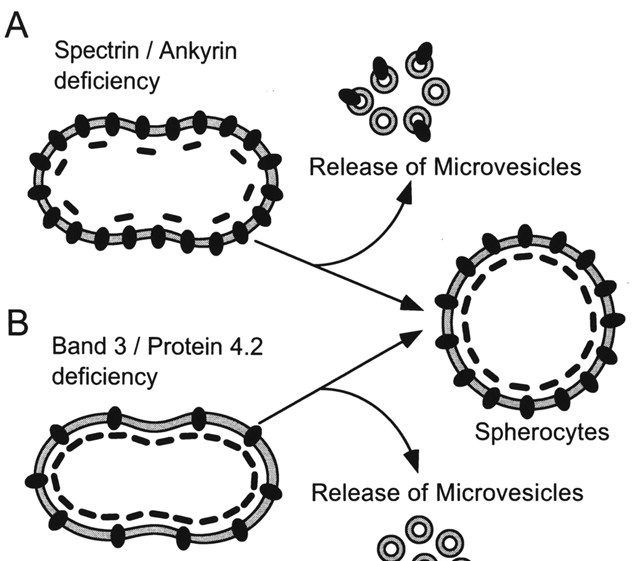 A
Spectrin / Ankyrin
deficiency
Release of Microvesicles
B
Band 3 / Protein 4.2
deficiency
Spherocytes
Release of Microvesicles